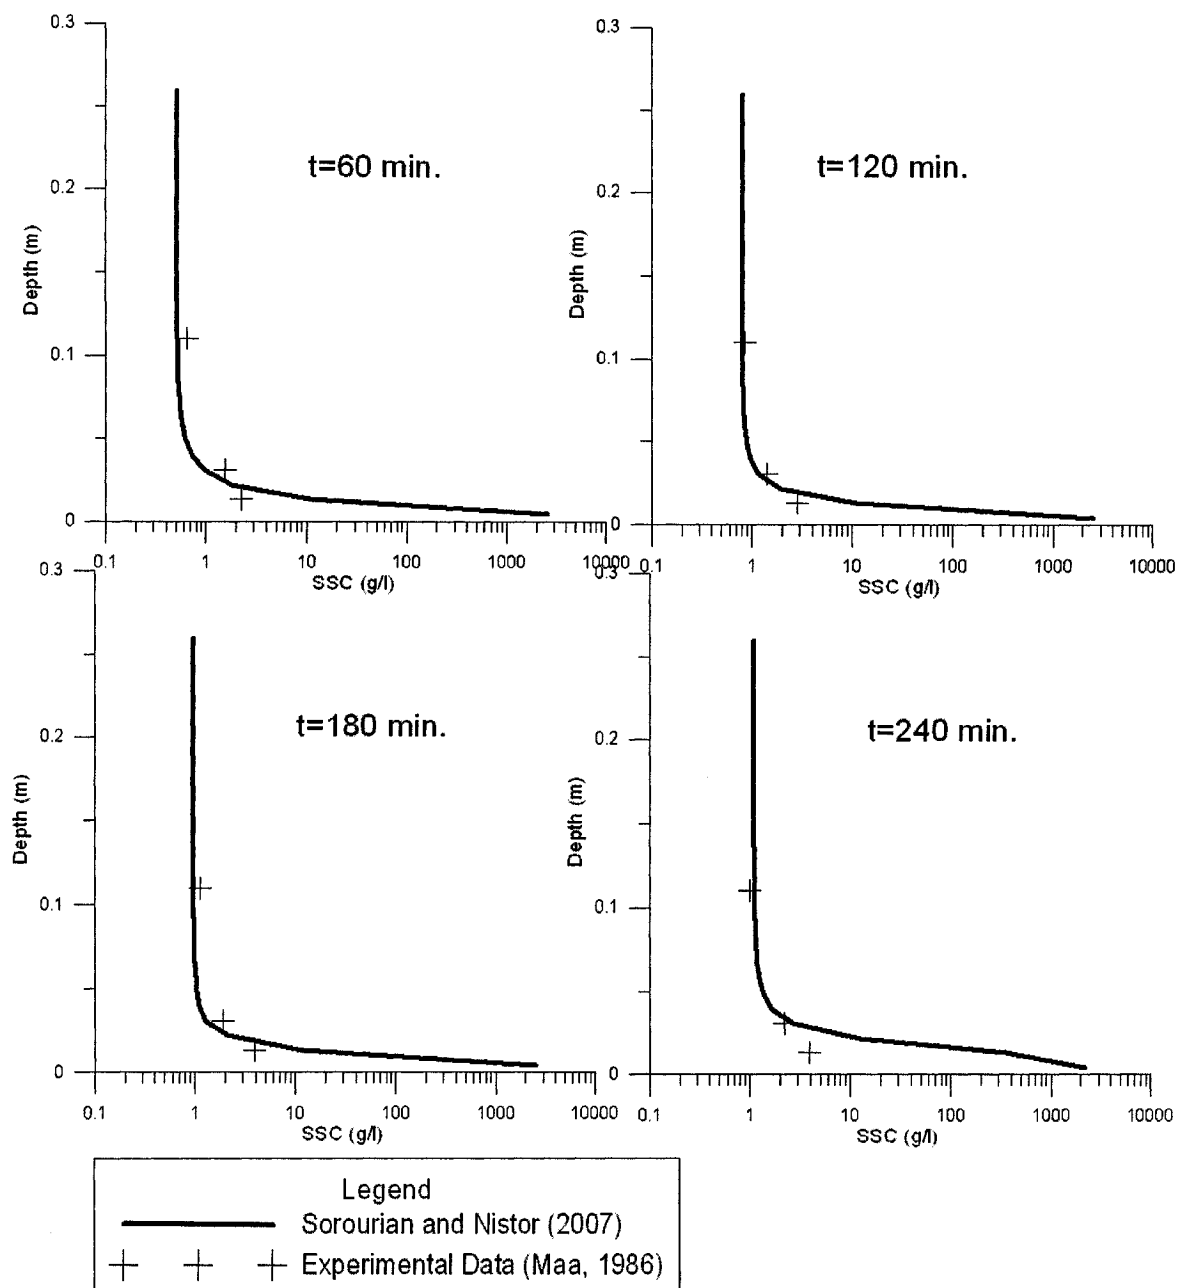 0.3
0.2
0.1
0
Depth (m)
t=60 min.
0.1 1 10 100 1000 10000
SSC (g/l)
0.3
0.2
0.1
0
Depth (m)
t=120 min.
0.1 1 10 100 1000 10000
SSC (g/l)
0.3
0.2
0.1
0
Depth (m)
t=180 min.
0.1 1 10 100 1000 10000
SSC (g/l)
0.3
0.2
0.1
0
Depth (m)
t=240 min.
0.1 1 10 100 1000 10000
SSC (g/l)
Legend
Sorourian and Nistor (2007)
Experimental Data (Maa, 1986)